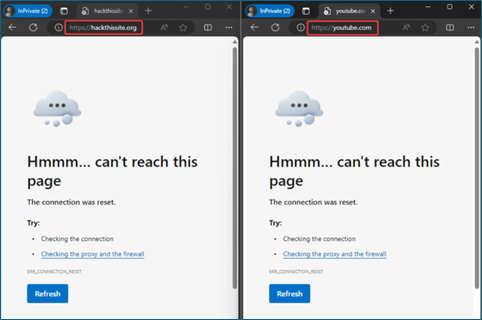 InPrivate (2)
hackthissite
https://hackthissite.org
Hmmm... can't reach this
page
The connection was reset.
Try:
• Checking the connection
• Checking the proxy and the firewall
ERR_CONNECTION_RESET
Refresh
InPrivate (2)
youtube.co
https://youtube.com
Hmmm... can't reach this
page
The connection was reset.
Try:
• Checking the connection
• Checking the proxy and the firewall
ERR_CONNECTION_RESET
Refresh